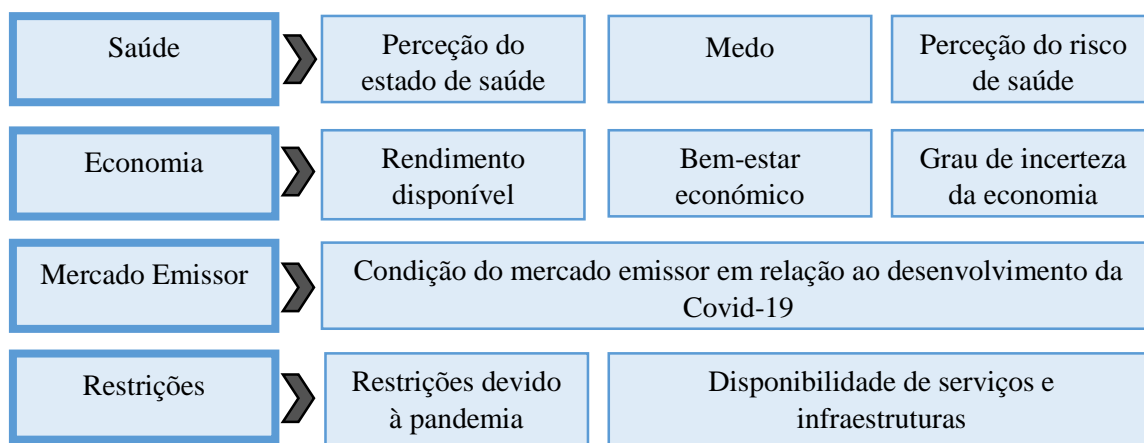 Saúde
Perceção do
estado de saúde
Medo
Perceção do risco
de saúde
Economia
Rendimento
disponível
Bem-estar
económico
Grau de incerteza
da economia
Mercado Emissor
Condição do mercado emissor em relação ao desenvolvimento da
Covid-19
Restrições
Restrições devido
à pandemia
Disponibilidade de serviços e
infraestruturas